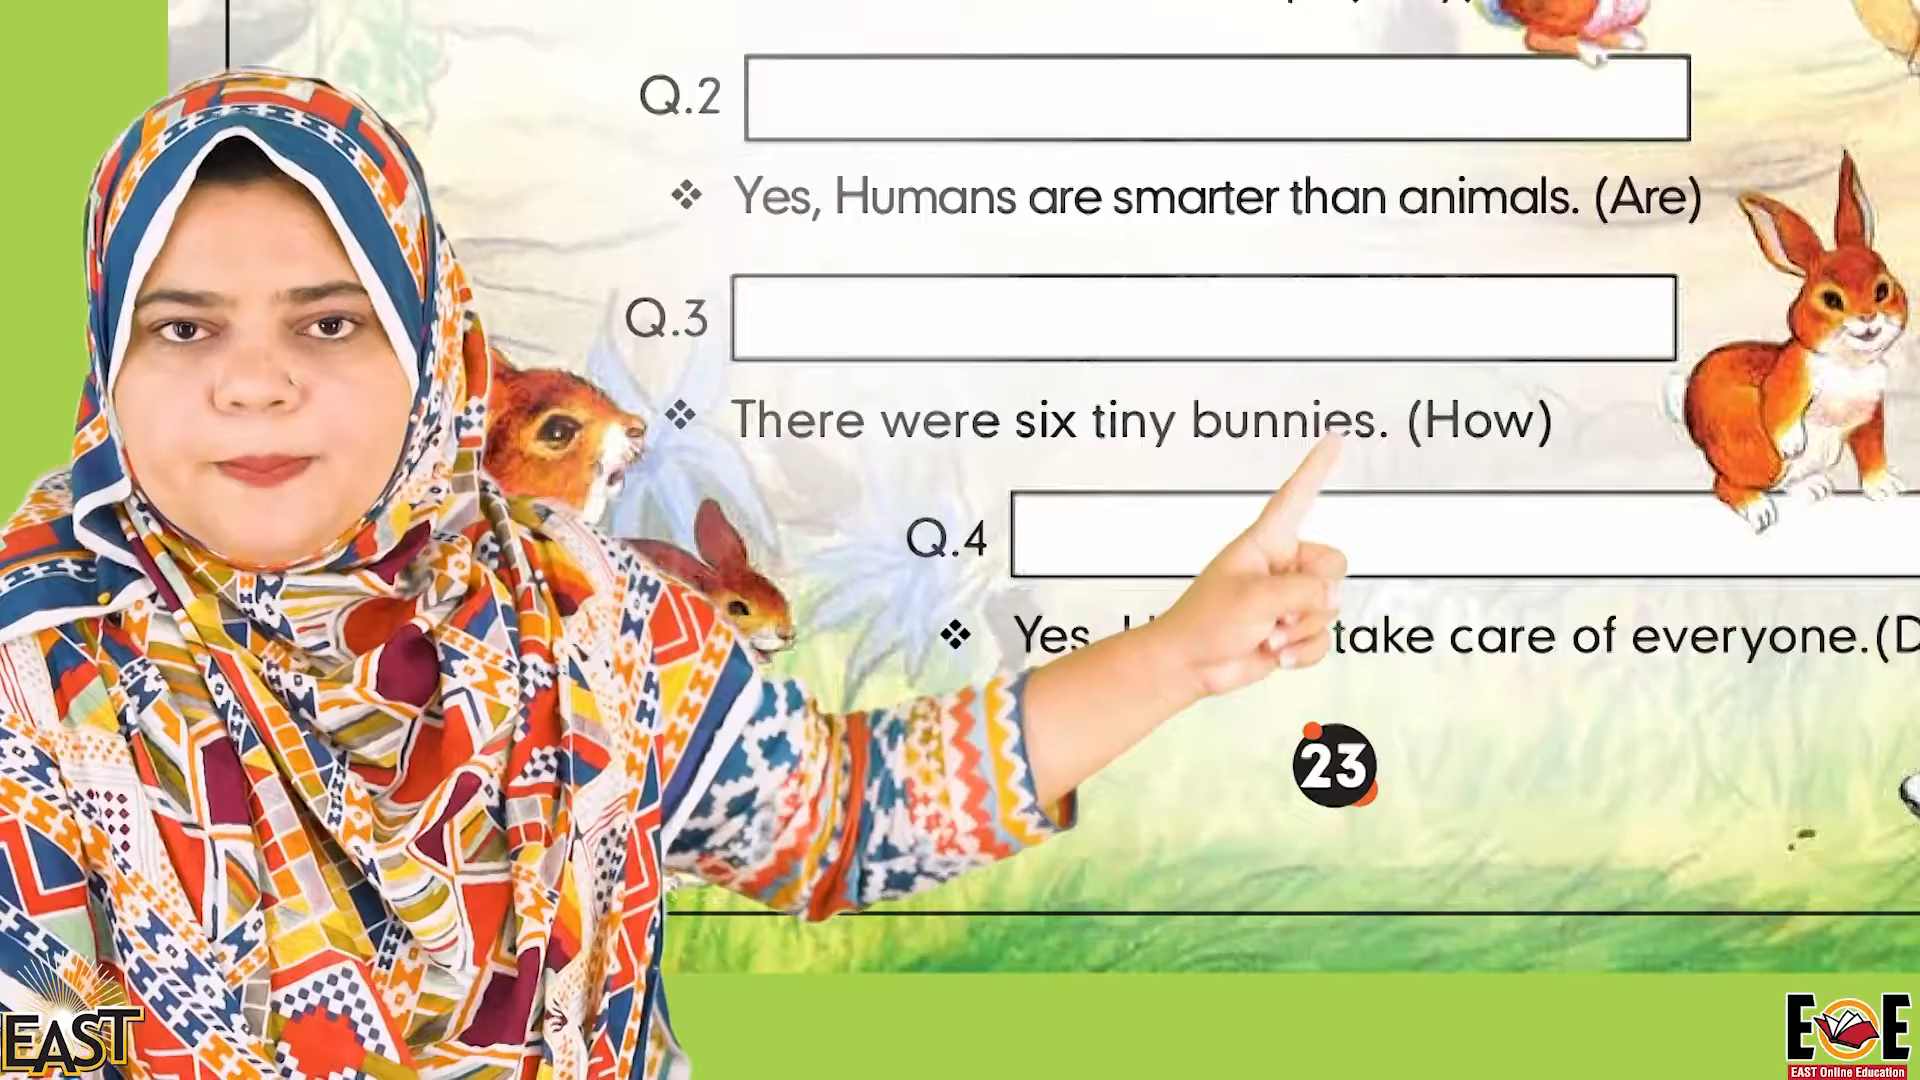 Q.2
Yes, Humans are smarter than animals. (Are)
Q.3
There were six tiny bunnies. (How)
Q.4
Yes, take care of everyone.(D
23
EAST
EOE
EAST Online Education